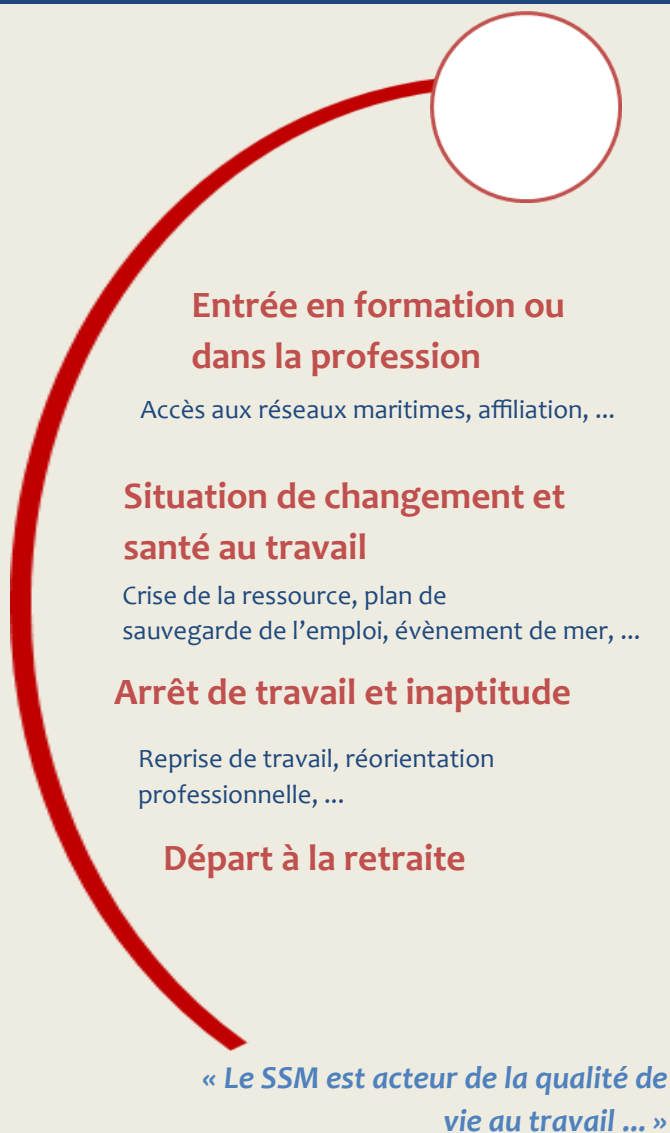 Entrée en formation ou
dans la profession
Accès aux réseaux maritimes, affiliation, ...
Situation de changement et
santé au travail
Crise de la ressource, plan de
sauvegarde de l’emploi, évènement de mer, ...
Arrêt de travail et inaptitude
Reprise de travail, réorientation
professionnelle, ...
Départ à la retraite
« Le SSM est acteur de la qualité de
vie au travail ... »